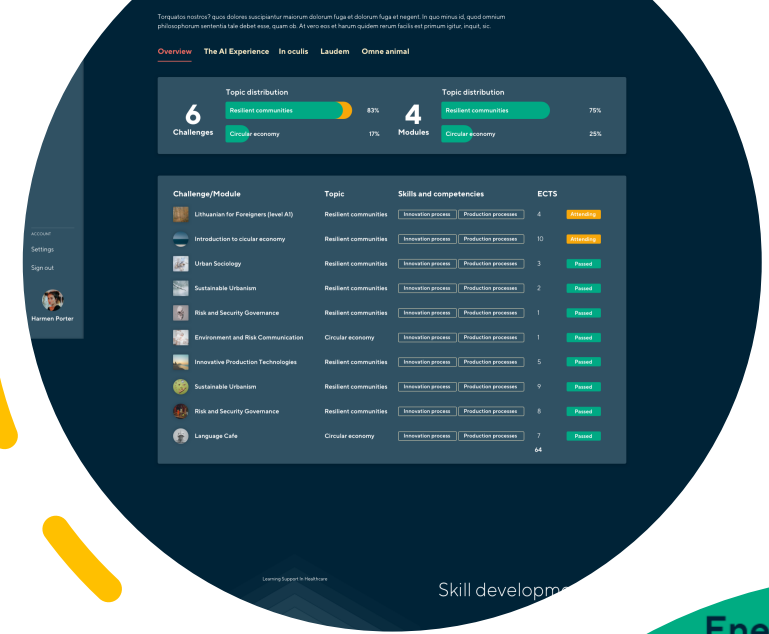 Torquatos nostros? quos dolores suscipiantur maiorum dolorum fuga et dolorum fuga et negent. In quo minus id, quod omnium
philosophorum sententia tale debet esse, quam ob. At vero eos et harum quidem rerum facilis est primum igitur, inquit, sic.
Overview The AI Experience In oculis Laudem Omne animal
Topic distribution Topic distribution
6 Resilient communities 83% 4 Resilient communities 75%
Challenges Circular economy 17% Modules Circular economy 25%
Challenge/Module Topic Skills and competencies ECTS
Lithuanian for Foreigners (level A1) Resilient communities Innovation process Production processes 4 Attending
Introduction to cicular economy Resilient communities Innovation process Production processes 10 Attending
Urban Sociology Resilient communities Innovation process Production processes 3 Passed
Sustainable Urbanism Resilient communities Innovation process Production processes 2 Passed
Risk and Security Governance Resilient communities Innovation process Production processes 1 Passed
Environment and Risk Communication Circular economy Innovation process Production processes 1 Passed
Innovative Production Technologies Resilient communities Innovation process Production processes 5 Passed
Sustainable Urbanism Resilient communities Innovation process Production processes 9 Passed
Risk and Security Governance Resilient communities Innovation process Production processes 8 Passed
Language Cafe Circular economy Innovation process Production processes 7 Passed
64
ACCOUNT
Settings
Sign out
Harmen Porter
Learning Support In Healthcare
Skill developm
Ene